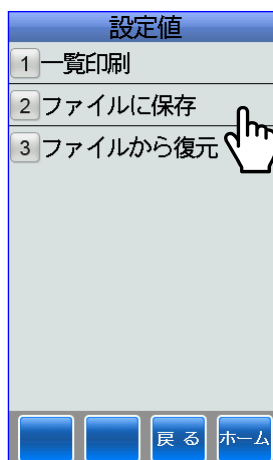 設定値
1 一覧印刷
2 ファイルに保存
3 ファイルから復元
戻る ホーム